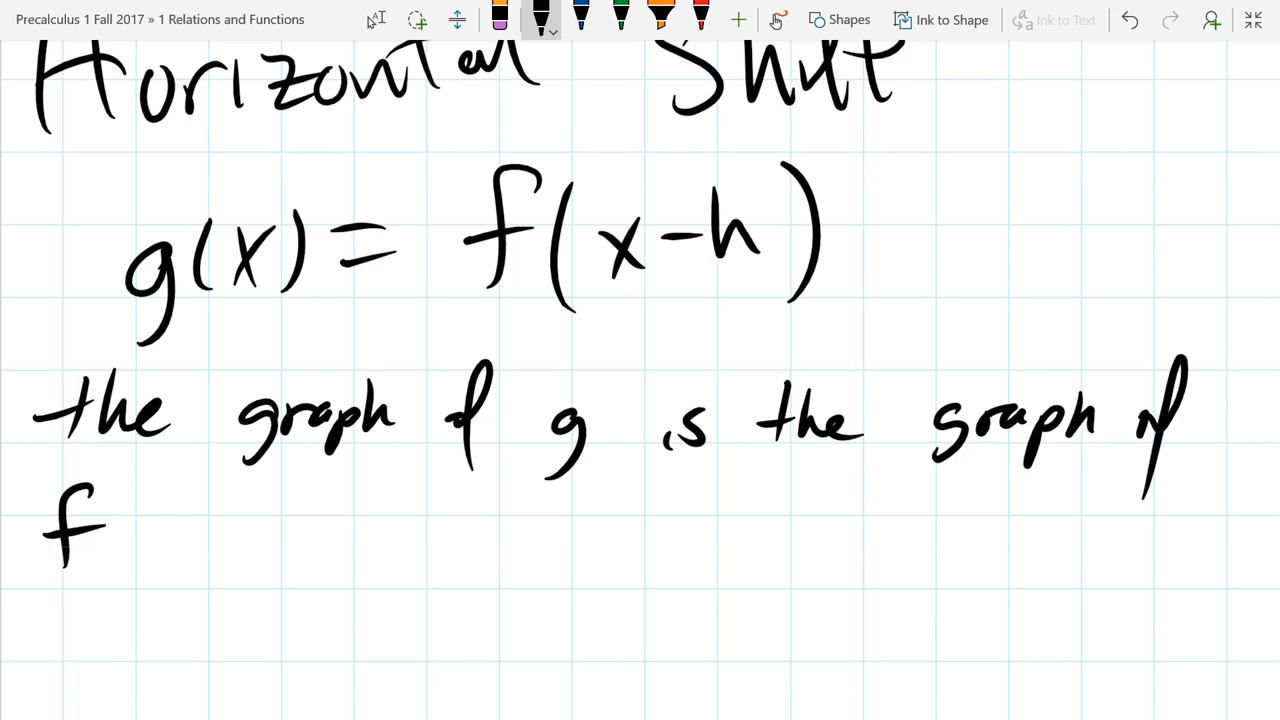 Precalculus 1 Fall 2017 » 1 Relations and Functions
Shapes
Ink to Shape
Ink to Text
Horizontal Shift
g(x) = f(x-h)
the graph of g is the graph of
f